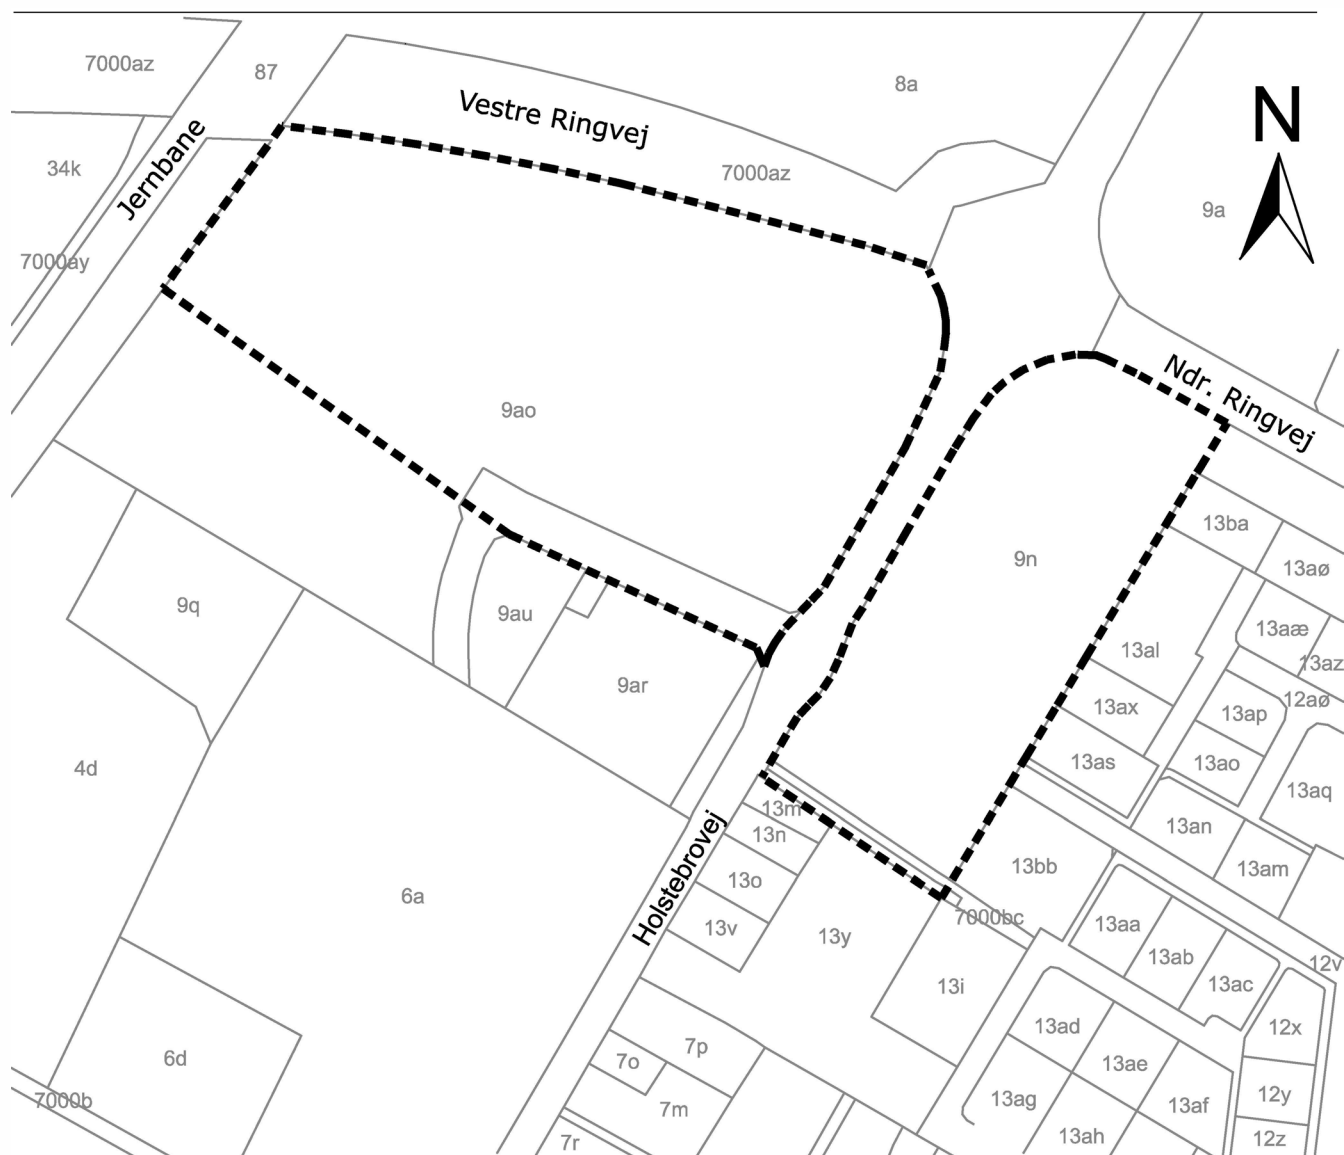 7000az
87
8a
Vestre Ringvej
N
Jernbane
34k
7000az
9a
7000ay
Ndr. Ringvej
9ao
13ba
9n
13aø
9q
9au
13aæ
13al
13az
9ar
12aø
13ax
13ap
4d
13as
13ao
13aq
13m
13n
13an
Holstebrovej
13bb
13am
13o
6a
7000bc
13aa
13v
13y
13ab
12v
13ac
13i
13ad
12x
7p
6d
7o
13ae
12y
7000b
13ag
7m
13af
13ah
12z
7r